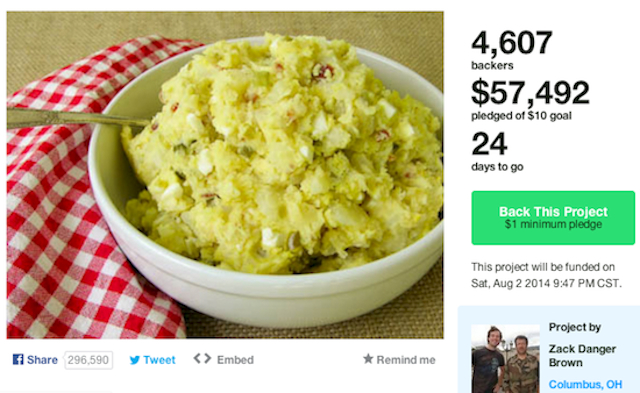 4,607
backers
$57,492
pledged of $10 goal
24
days to go
Back This Project
$1 minimum pledge
This project will be funded on
Sat, Aug 2 2014 9:47 PM CST.
Share 296,590 Tweet Embed Remind me
Project by
Zack Danger
Brown
Columbus, OH